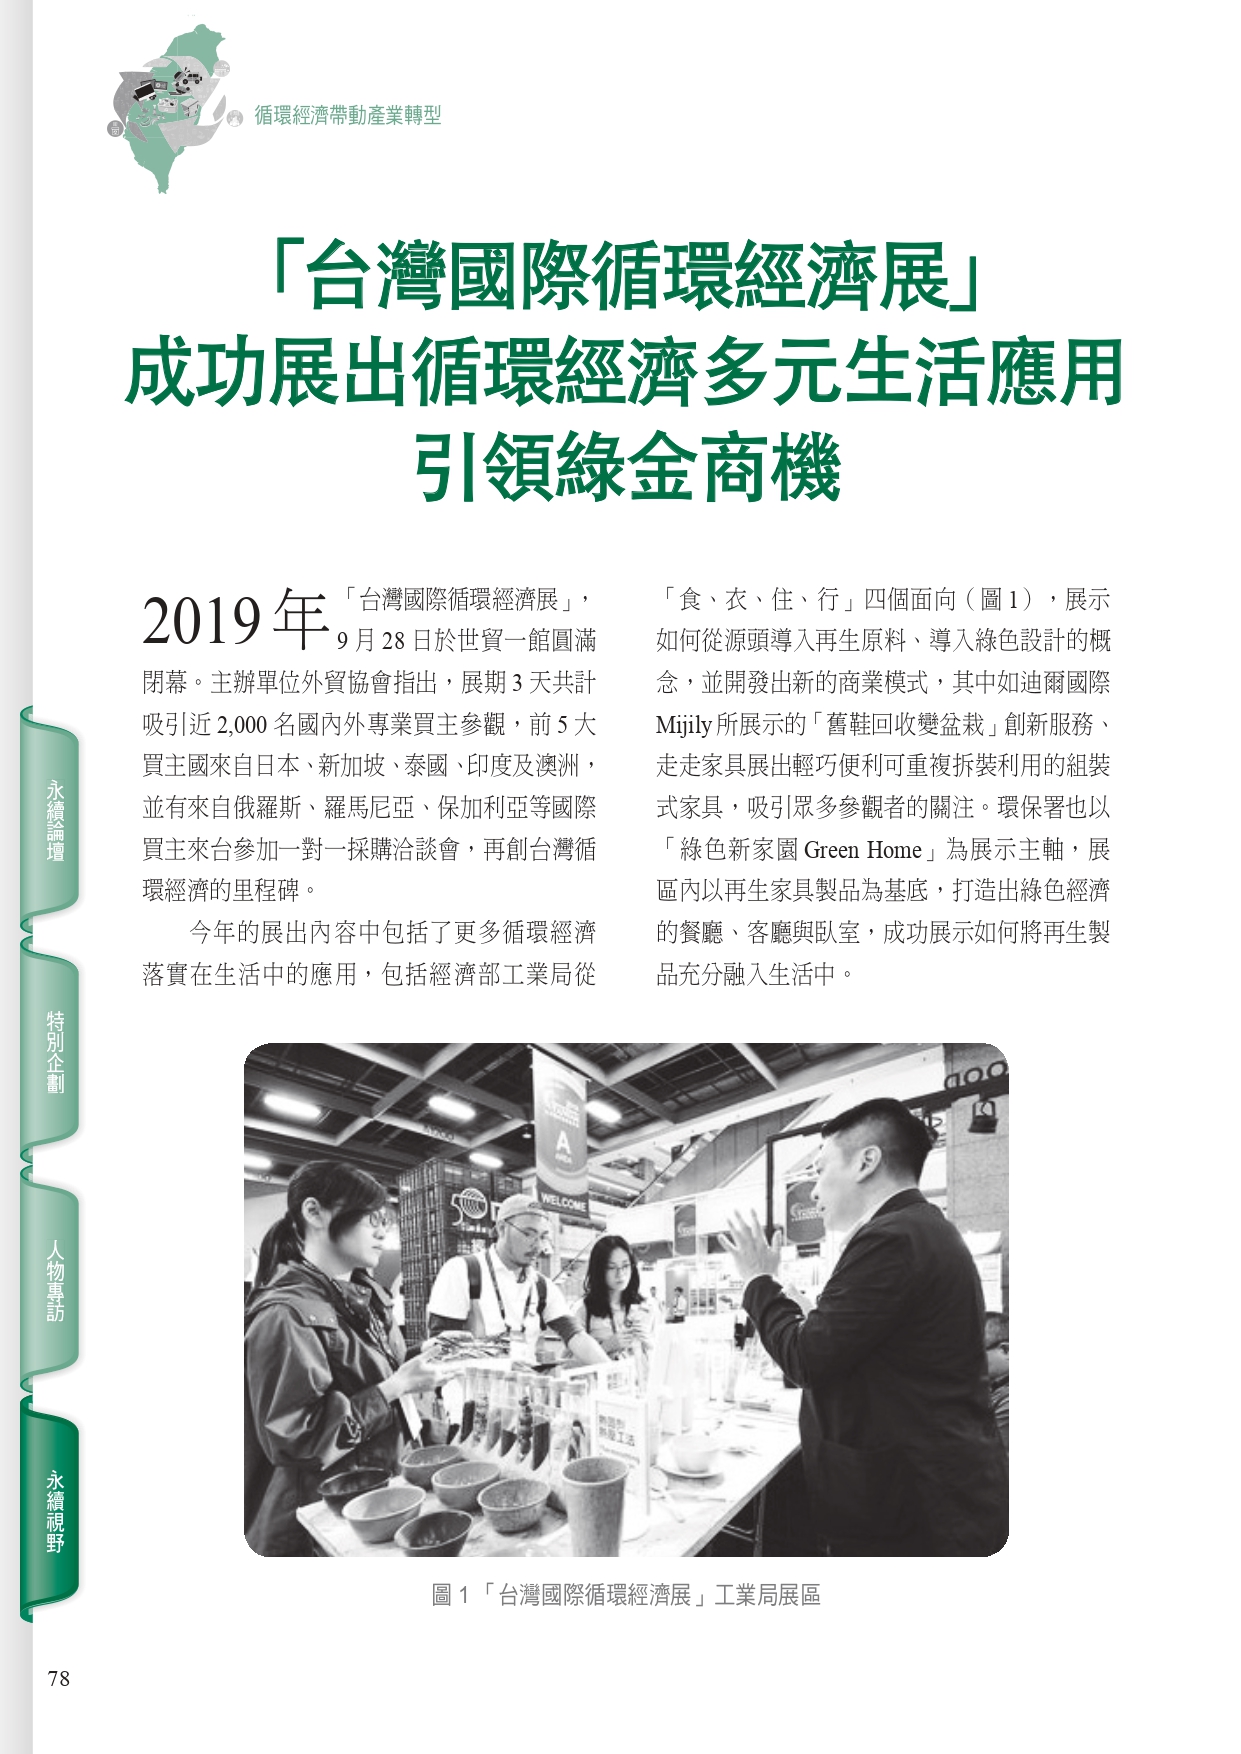 循環經濟帶動產業轉型
「台灣國際循環經濟展」
成功展出循環經濟多元生活應用
引領綠金商機
2019 年「台灣國際循環經濟展」，
9 月 28 日於世貿一館圓滿
閉幕。主辦單位外貿協會指出，展期 3 天共計
吸引近 2,000 名國內外專業買主參觀，前 5 大
買主國來自日本、新加坡、泰國、印度及澳洲，
並有來自俄羅斯、羅馬尼亞、保加利亞等國際
買主來台參加一對一採購洽談會，再創台灣循
環經濟的里程碑。
今年的展出內容中包括了更多循環經濟
落實在生活中的應用，包括經濟部工業局從
「食、衣、住、行」四個面向（圖 1），展示
如何從源頭導入再生原料、導入綠色設計的概
念，並開發出新的商業模式，其中如迪爾國際
Mijily 所展示的「舊鞋回收變盆栽」創新服務、
走走家具展出輕巧便利可重複拆裝利用的組裝
式家具，吸引眾多參觀者的關注。環保署也以
「綠色新家園 Green Home」為展示主軸，展
區內以再生家具製品為基底，打造出綠色經濟
的餐廳、客廳與臥室，成功展示如何將再生製
品充分融入生活中。
A
WELCOME
圖 1「台灣國際循環經濟展」工業局展區
永續論壇
特別企劃
人物專訪
永續視野
78